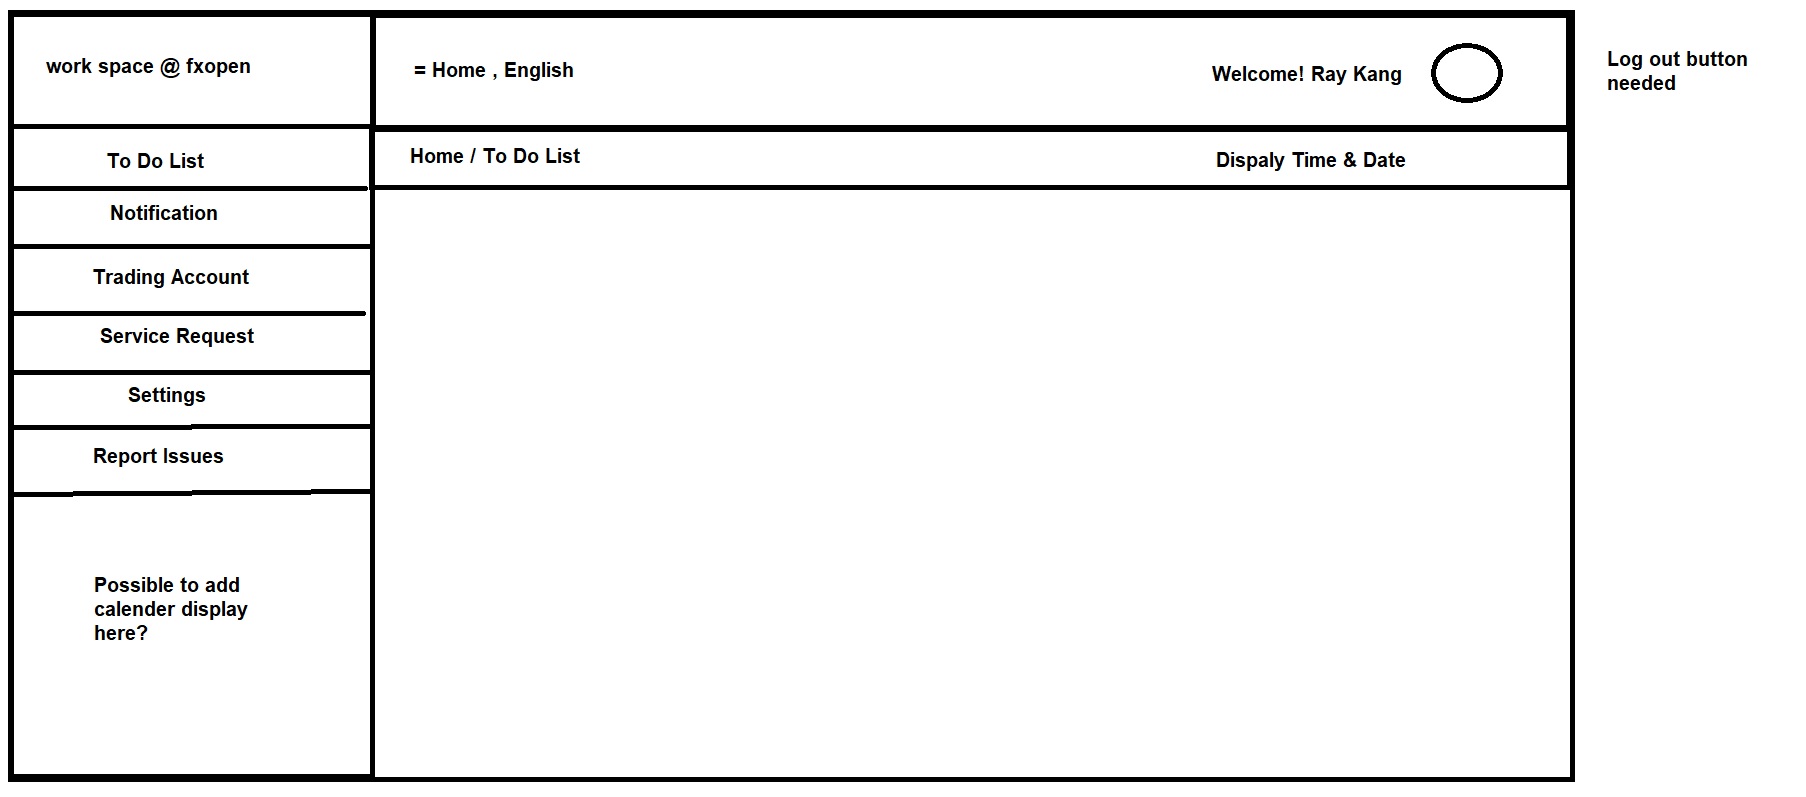 work space @ fxopen
= Home , English
Welcome! Ray Kang
Log out button
needed
To Do List
Home / To Do List
Dispaly Time & Date
Notification
Trading Account
Service Request
Settings
Report Issues
Possible to add
calender display
here?